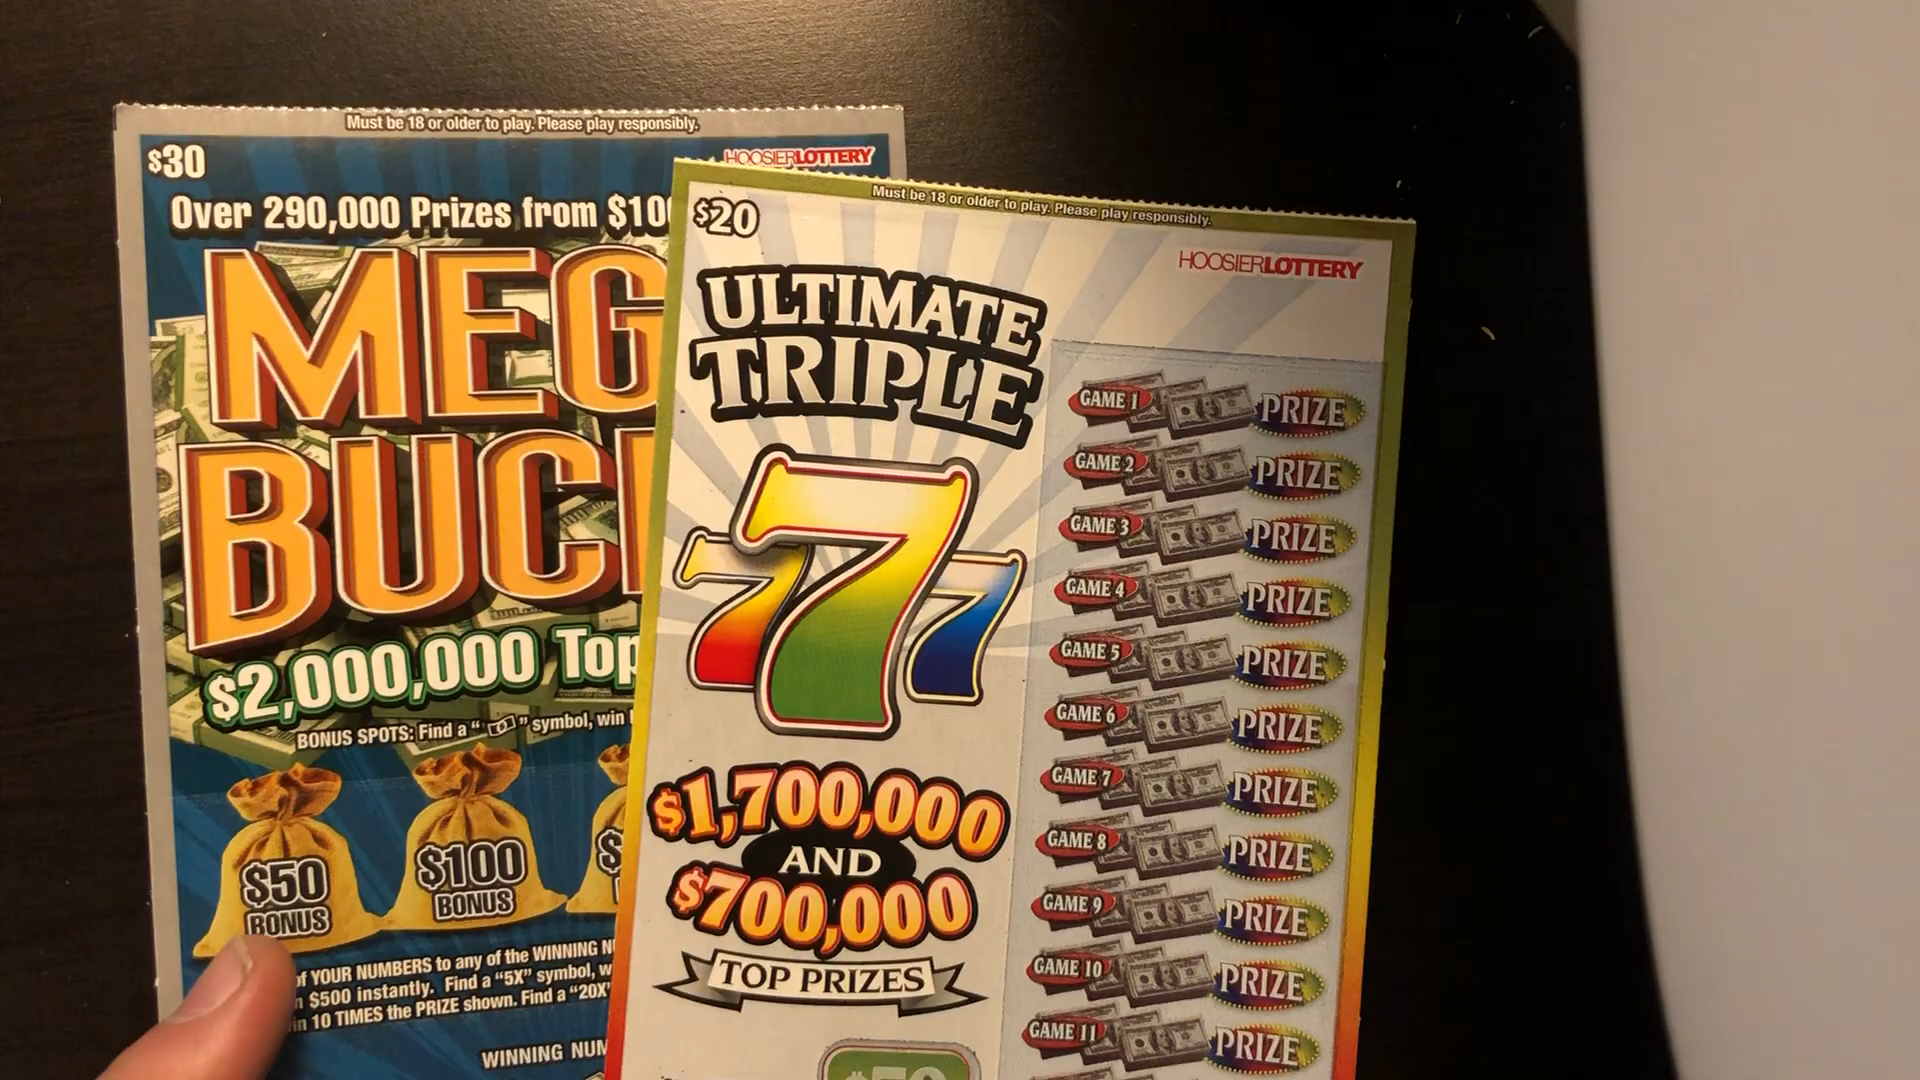 Must be 18 or older to play. Please play responsibly.
$30
HOOSIERLOTTERY
Over 290,000 Prizes from $100
MEG
BUC
$2,000,000 Top
BONUS SPOTS: Find a " " symbol, win
$50
BONUS
$100
BONUS
$
of YOUR NUMBERS to any of the WINNING
$500 instantly. Find a "5X" symbol,
in 10 TIMES the PRIZE shown. Find a "20X"
WINNING NUM
Must be 18 or older to play. Please play responsibly.
$20
HOOSIERLOTTERY
ULTIMATE
TRIPLE
777
$1,700,000
AND
$700,000
TOP PRIZES
GAME 1 PRIZE
GAME 2 PRIZE
GAME 3 PRIZE
GAME 4 PRIZE
GAME 5 PRIZE
GAME 6 PRIZE
GAME 7 PRIZE
GAME 8 PRIZE
GAME 9 PRIZE
GAME 10 PRIZE
GAME 11 PRIZE